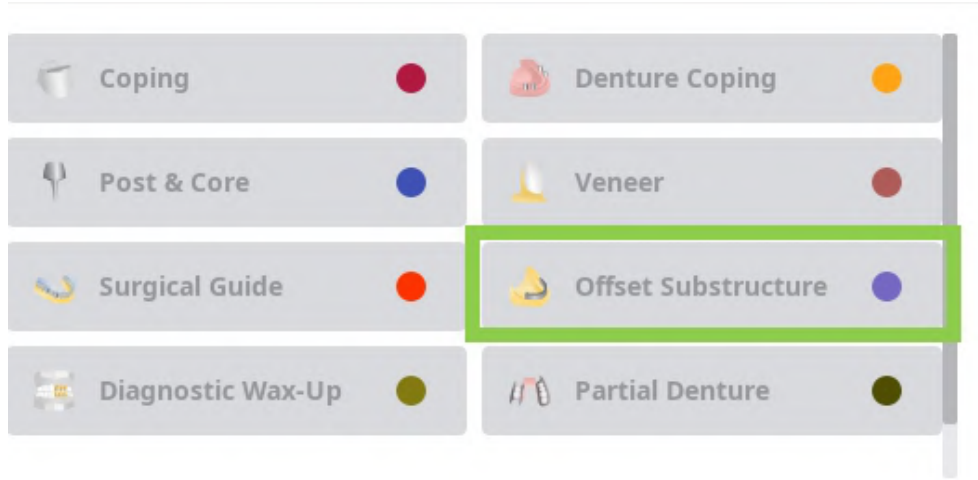 Coping
Denture Coping
Post & Core
Veneer
Surgical Guide
Offset Substructure
Diagnostic Wax-Up
Partial Denture